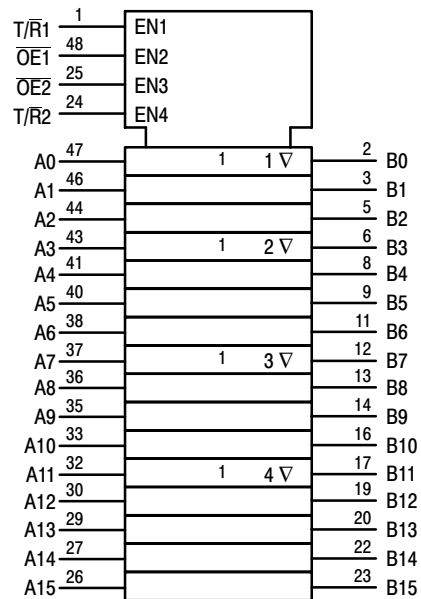 T/R̅1 1 EN1
O̅E̅1̅ 48 EN2
O̅E̅2̅ 25 EN3
T/R̅2 24 EN4
A0 47 1 1 ∇ 2 B0
A1 46 3 B1
A2 44 5 B2
A3 43 1 2 ∇ 6 B3
A4 41 8 B4
A5 40 9 B5
A6 38 11 B6
A7 37 1 3 ∇ 12 B7
A8 36 13 B8
A9 35 14 B9
A10 33 16 B10
A11 32 1 4 ∇ 17 B11
A12 30 19 B12
A13 29 20 B13
A14 27 22 B14
A15 26 23 B15